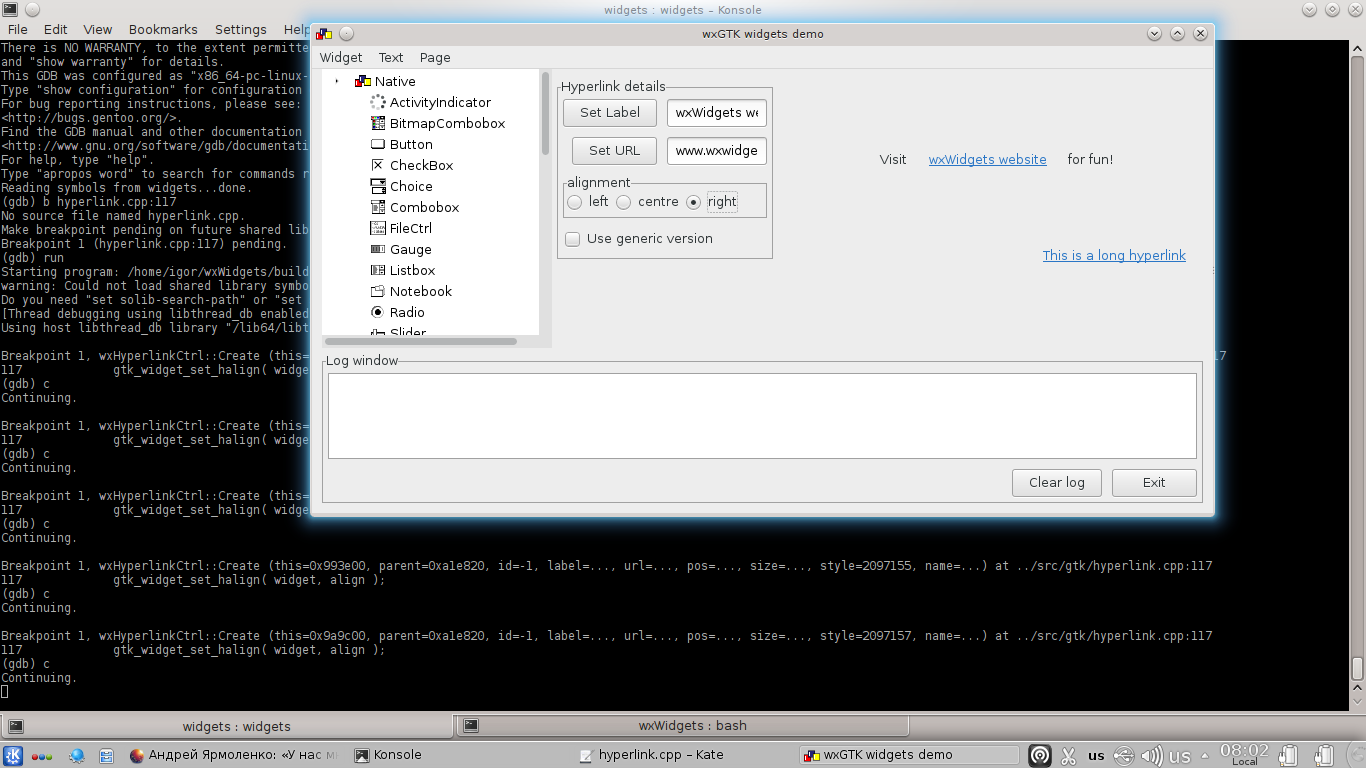 widgets : widgets – Konsole
File Edit View Bookmarks Settings Help
There is NO WARRANTY, to the extent permitte
and "show warranty" for details.
This GDB was configured as "x86_64-pc-linux-
Type "show configuration" for configuration
For bug reporting instructions, please see:
<http://bugs.gentoo.org/>.
Find the GDB manual and other documentation
<http://www.gnu.org/software/gdb/documentati
For help, type "help".
Type "apropos word" to search for commands r
Reading symbols from widgets...done.
(gdb) b hyperlink.cpp:117
No source file named hyperlink.cpp.
Make breakpoint pending on future shared lib
Breakpoint 1 (hyperlink.cpp:117) pending.
(gdb) run
Starting program: /home/igor/wxWidgets/build
warning: Could not load shared library symbo
Do you need "set solib-search-path" or "set
[Thread debugging using libthread_db enabled
Using host libthread_db library "/lib64/libt
Breakpoint 1, wxHyperlinkCtrl::Create (this= 17
117 gtk_widget_set_halign( widge
(gdb) c
Continuing.
Breakpoint 1, wxHyperlinkCtrl::Create (this=
117 gtk_widget_set_halign( widge
(gdb) c
Continuing.
Breakpoint 1, wxHyperlinkCtrl::Create (this=
117 gtk_widget_set_halign( widge
(gdb) c
Continuing.
Breakpoint 1, wxHyperlinkCtrl::Create (this=0x993e00, parent=0xa1e820, id=-1, label=..., url=..., pos=..., size=..., style=2097155, name=...) at ../src/gtk/hyperlink.cpp:117
117 gtk_widget_set_halign( widget, align );
(gdb) c
Continuing.
Breakpoint 1, wxHyperlinkCtrl::Create (this=0x9a9c00, parent=0xa1e820, id=-1, label=..., url=..., pos=..., size=..., style=2097157, name=...) at ../src/gtk/hyperlink.cpp:117
117 gtk_widget_set_halign( widget, align );
(gdb) c
Continuing.
wxGTK widgets demo
Widget Text Page
Native
ActivityIndicator
BitmapCombobox
Button
CheckBox
Choice
Combobox
FileCtrl
Gauge
Listbox
Notebook
Radio
Slider
Hyperlink details
Set Label wxWidgets we
Set URL www.wxwidge
alignment
left centre right
Use generic version
Visit wxWidgets website for fun!
This is a long hyperlink
Log window
Clear log Exit
widgets : widgets wxWidgets : bash
Андрей Ярмоленко: «У нас м Konsole hyperlink.cpp – Kate wxGTK widgets demo us us 08:02
Local